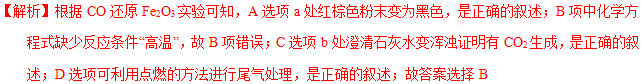 【解析】根据 CO 还原 Fe2O3 实验可知，A 选项 a 处红棕色粉末变为黑色，是正确的叙述；B 项中化学方
程式缺少反应条件“高温”，故 B 项错误；C 选项 b 处澄清石灰水变浑浊证明有 CO2 生成，是正确的叙
述；D 选项可利用点燃的方法进行尾气处理，是正确的叙述；故答案选择 B